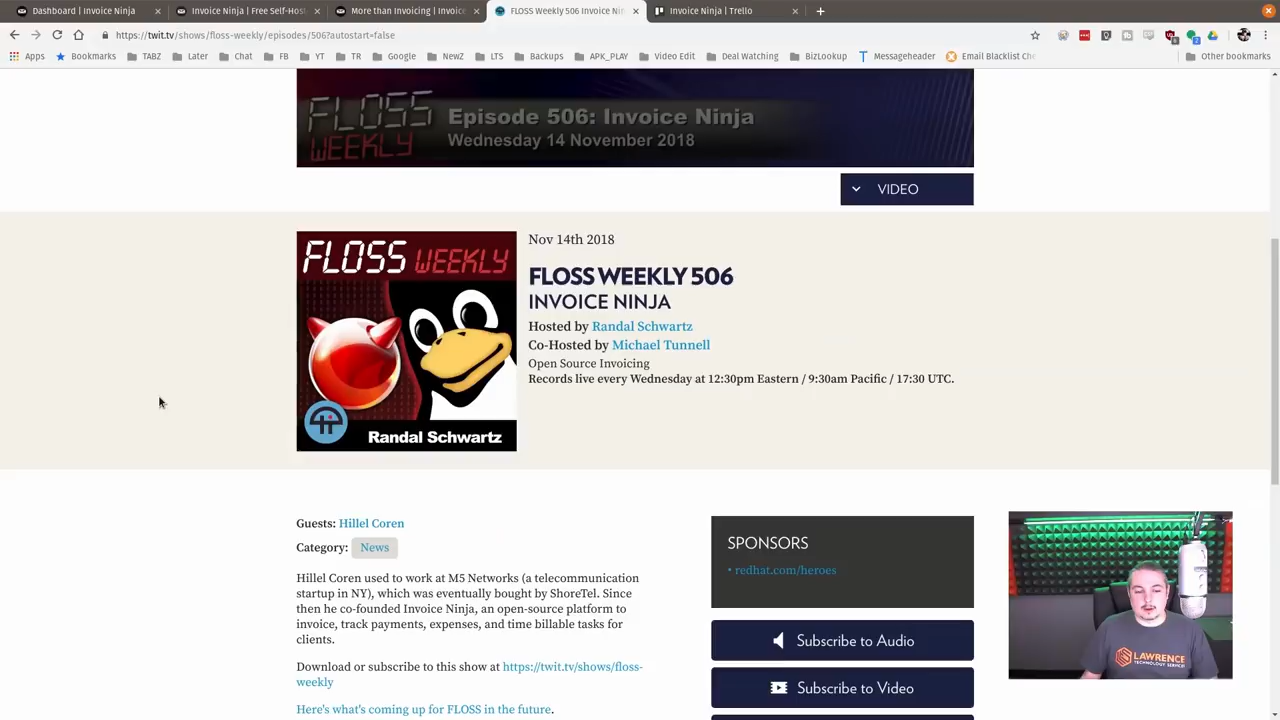 Dashboard | Invoice Ninja
Invoice Ninja | Free Self-Host
More than Invoicing | Invoice
FLOSS Weekly 506 Invoice Nin
Invoice Ninja | Trello
https://twit.tv/shows/floss-weekly/episodes/506?autostart=false
Apps Bookmarks TABZ Later Chat FB YT TR Google NewZ LTS Backups APK_PLAY Video Edit Deal Watching BizLookup Messageheader Email Blacklist Che Other bookmarks
FLOSS WEEKLY
Episode 506: Invoice Ninja
Wednesday 14 November 2018
VIDEO
FLOSS WEEKLY
Randal Schwartz
Nov 14th 2018
FLOSS WEEKLY 506
INVOICE NINJA
Hosted by Randal Schwartz
Co-Hosted by Michael Tunnell
Open Source Invoicing
Records live every Wednesday at 12:30pm Eastern / 9:30am Pacific / 17:30 UTC.
Guests: Hillel Coren
Category: News
Hillel Coren used to work at M5 Networks (a telecommunication
startup in NY), which was eventually bought by ShoreTel. Since
then he co-founded Invoice Ninja, an open-source platform to
invoice, track payments, expenses, and time billable tasks for
clients.
Download or subscribe to this show at https://twit.tv/shows/floss-
weekly
Here's what's coming up for FLOSS in the future.
SPONSORS
• redhat.com/heroes
Subscribe to Audio
Subscribe to Video
LAWRENCE
TECHNOLOGY SERVICES